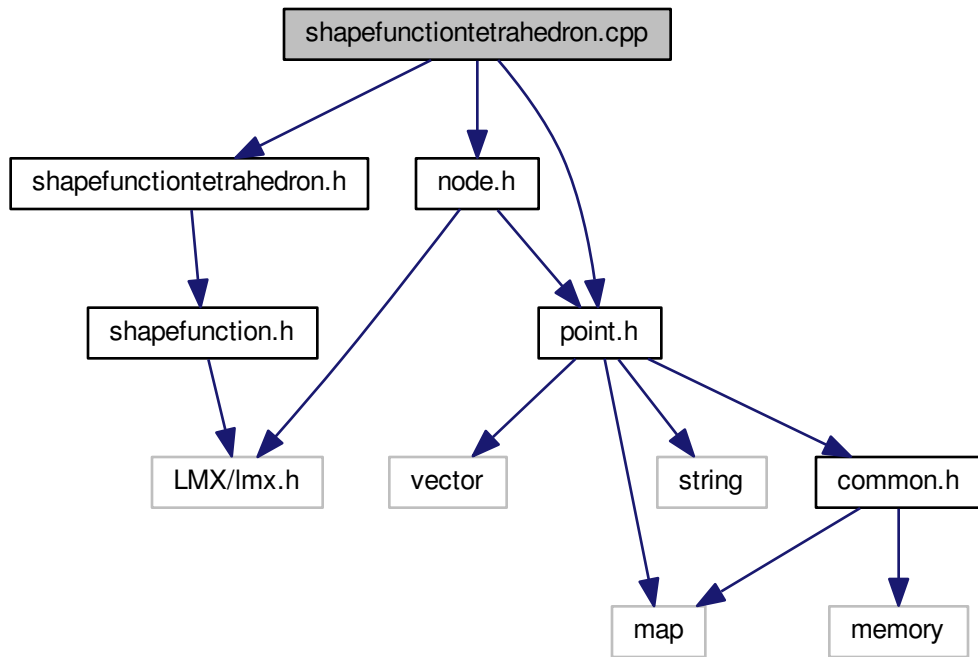 shapefunctiontetrahedron.cpp
shapefunctiontetrahedron.h
node.h
shapefunction.h
point.h
LMX/lmx.h
vector
string
common.h
map
memory